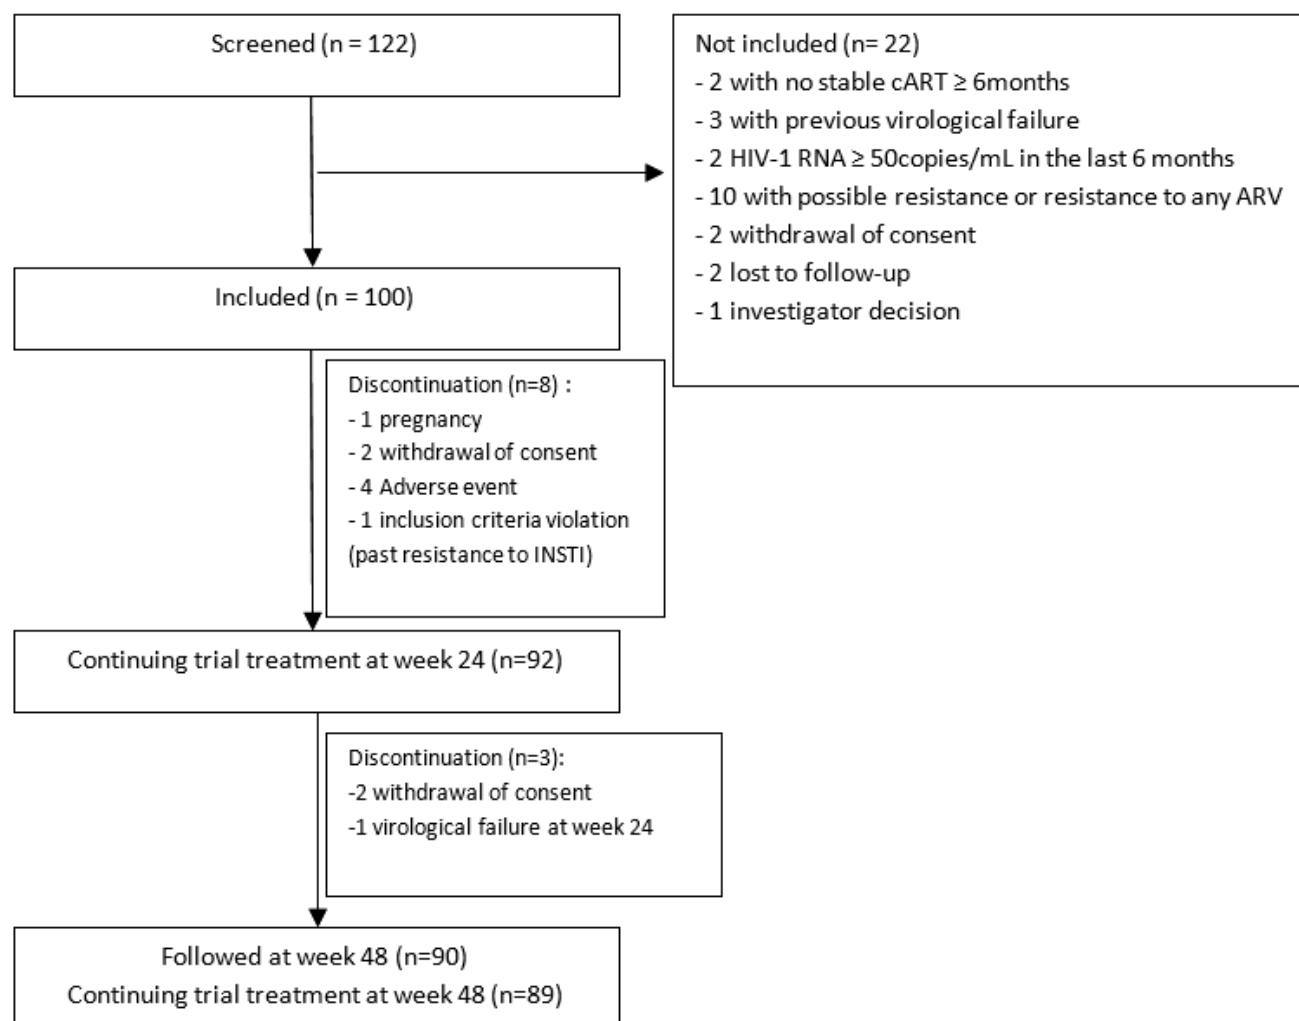 Screened (n = 122)
Not included (n= 22)
- 2 with no stable cART ≥ 6months
- 3 with previous virological failure
- 2 HIV-1 RNA ≥ 50copies/mL in the last 6 months
- 10 with possible resistance or resistance to any ARV
- 2 withdrawal of consent
- 2 lost to follow-up
- 1 investigator decision
Included (n = 100)
Discontinuation (n=8) :
- 1 pregnancy
- 2 withdrawal of consent
- 4 Adverse event
- 1 inclusion criteria violation
(past resistance to INSTI)
Continuing trial treatment at week 24 (n=92)
Discontinuation (n=3):
-2 withdrawal of consent
-1 virological failure at week 24
Followed at week 48 (n=90)
Continuing trial treatment at week 48 (n=89)